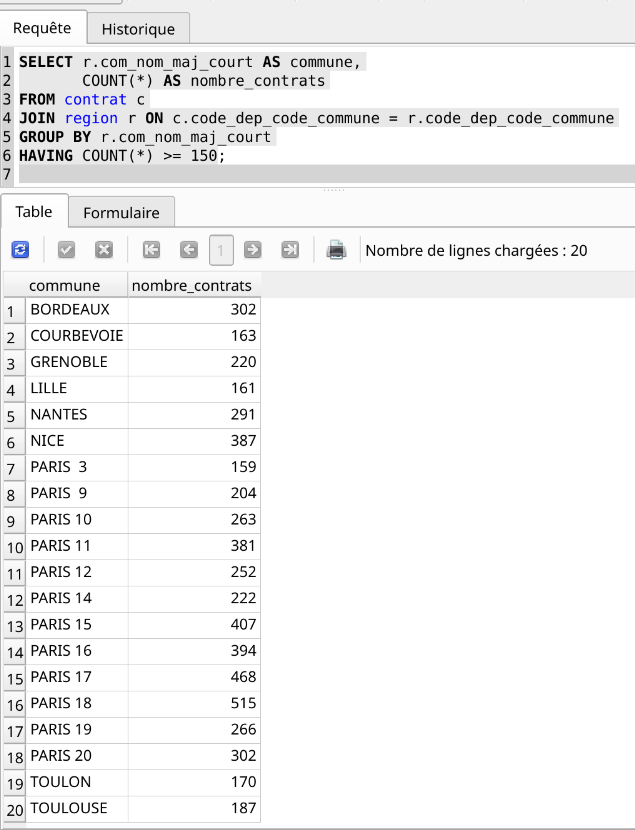 Requête Historique
1 SELECT r.com_nom_maj_court AS commune,
2 COUNT(*) AS nombre_contrats
3 FROM contrat c
4 JOIN region r ON c.code_dep_code_commune = r.code_dep_code_commune
5 GROUP BY r.com_nom_maj_court
6 HAVING COUNT(*) >= 150;
7
Table Formulaire
1 Nombre de lignes chargées : 20
commune nombre_contrats
1 BORDEAUX 302
2 COURBEVOIE 163
3 GRENOBLE 220
4 LILLE 161
5 NANTES 291
6 NICE 387
7 PARIS  3 159
8 PARIS  9 204
9 PARIS 10 263
10 PARIS 11 381
11 PARIS 12 252
12 PARIS 14 222
13 PARIS 15 407
14 PARIS 16 394
15 PARIS 17 468
16 PARIS 18 515
17 PARIS 19 266
18 PARIS 20 302
19 TOULON 170
20 TOULOUSE 187